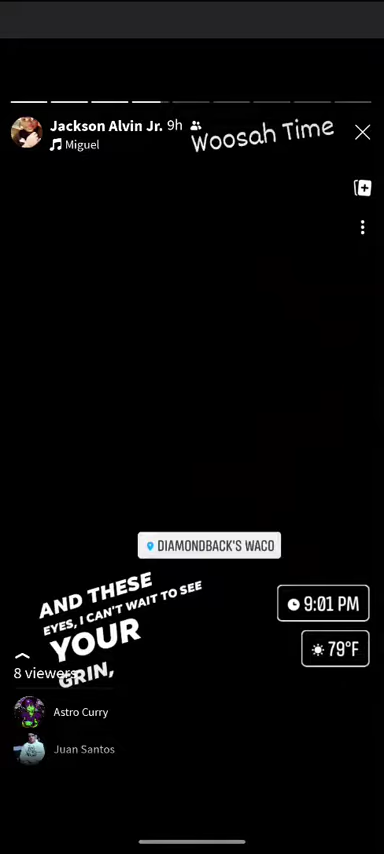 Jackson Alvin Jr. 9h
Miguel
Woosah Time
DIAMONDBACK'S WACO
AND THESE
EYES, I CAN'T WAIT TO SEE
YOUR
GRIN,
9:01 PM
79°F
8 viewers
Astro Curry
Juan Santos